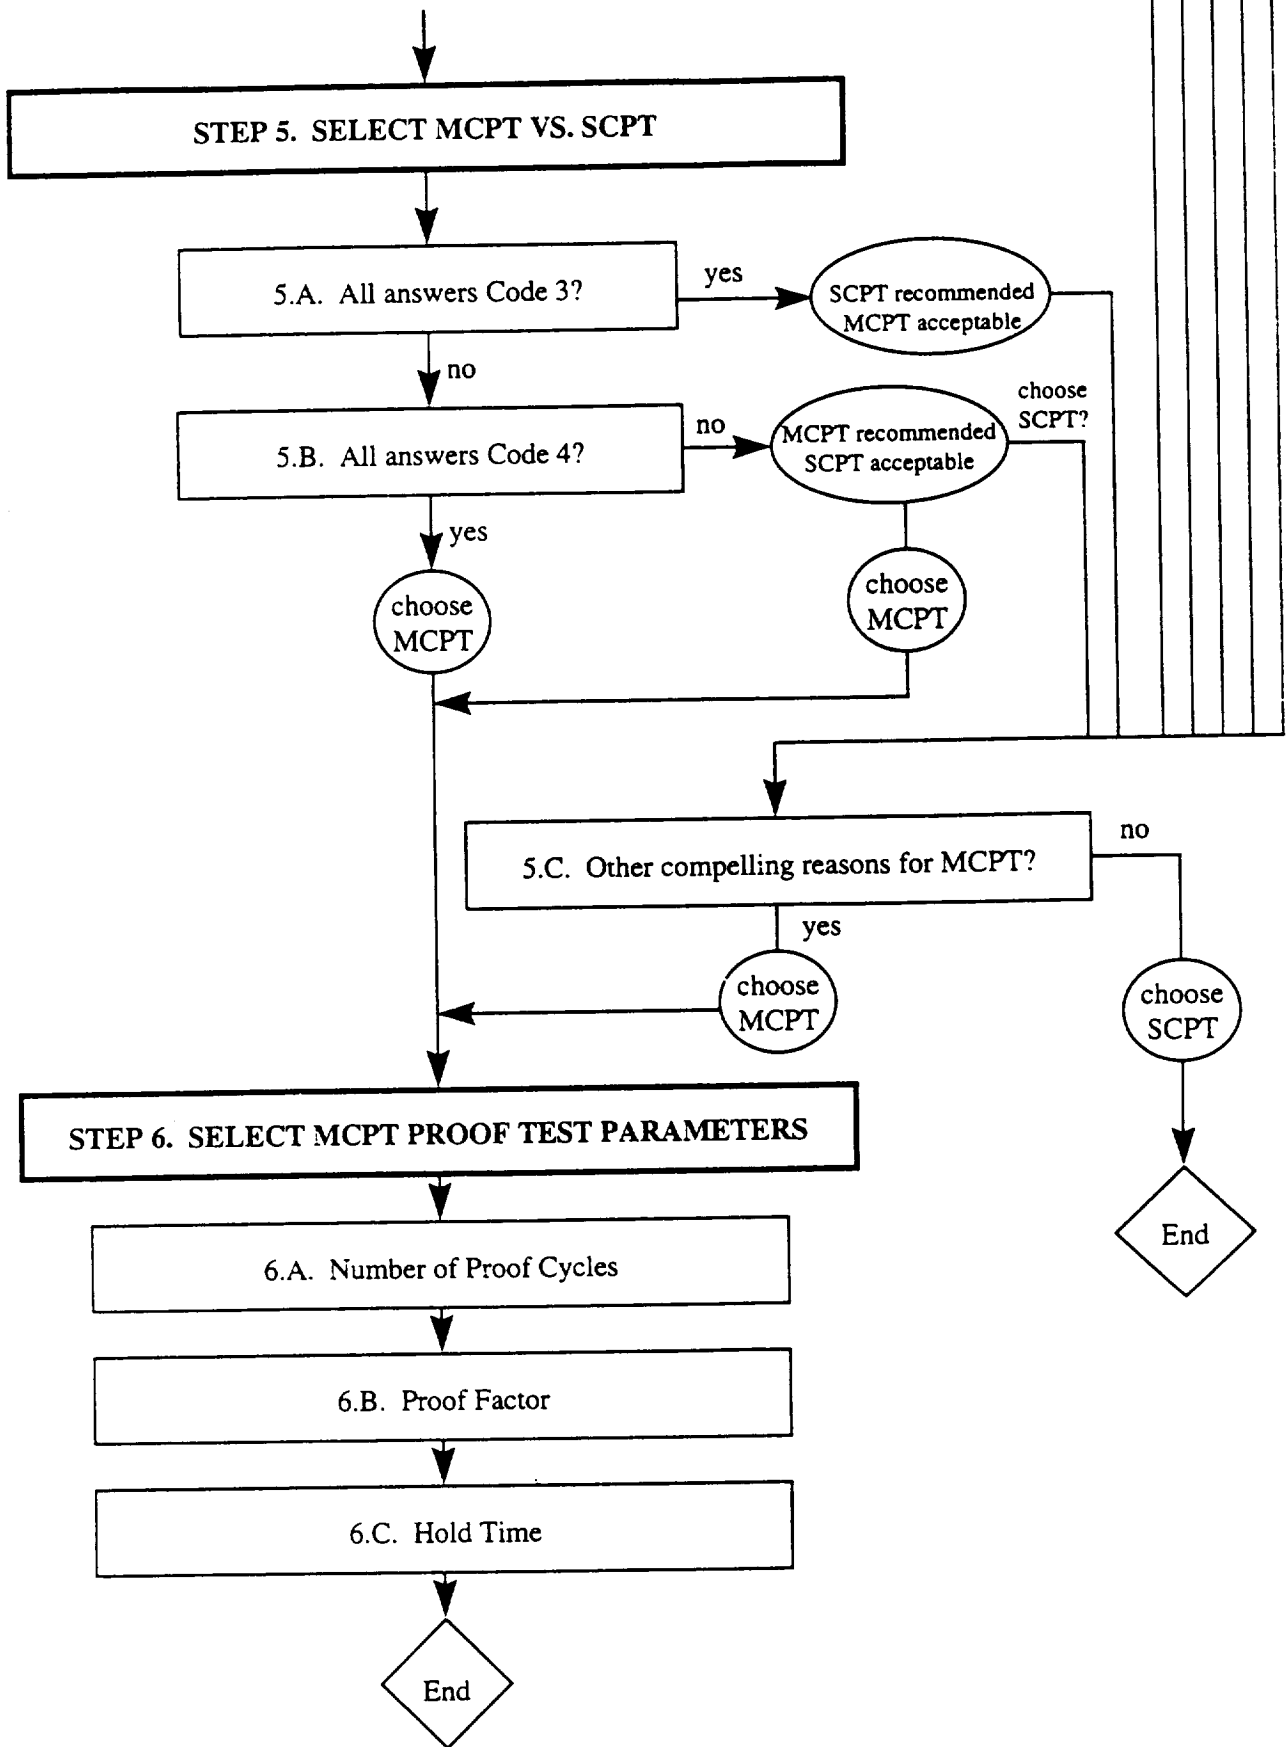 STEP 5. SELECT MCPT VS. SCPT
5.A. All answers Code 3?
yes
SCPT recommended
MCPT acceptable
no
5.B. All answers Code 4?
no
MCPT recommended
SCPT acceptable
choose
SCPT?
yes
choose
MCPT
choose
MCPT
5.C. Other compelling reasons for MCPT?
no
yes
choose
MCPT
choose
SCPT
End
STEP 6. SELECT MCPT PROOF TEST PARAMETERS
6.A. Number of Proof Cycles
6.B. Proof Factor
6.C. Hold Time
End